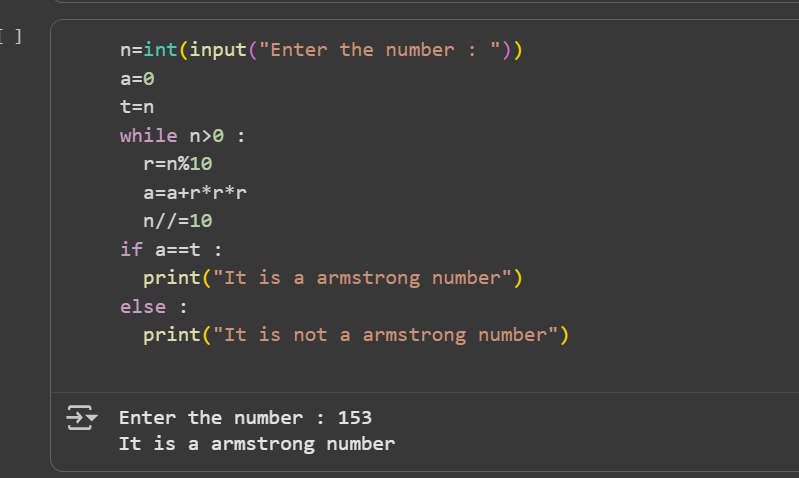 [ ]
n=int(input("Enter the number : "))
a=0
t=n
while n>0 :
  r=n%10
  a=a+r*r*r
  n//=10
if a==t :
  print("It is a armstrong number")
else :
  print("It is not a armstrong number")
Enter the number : 153
It is a armstrong number